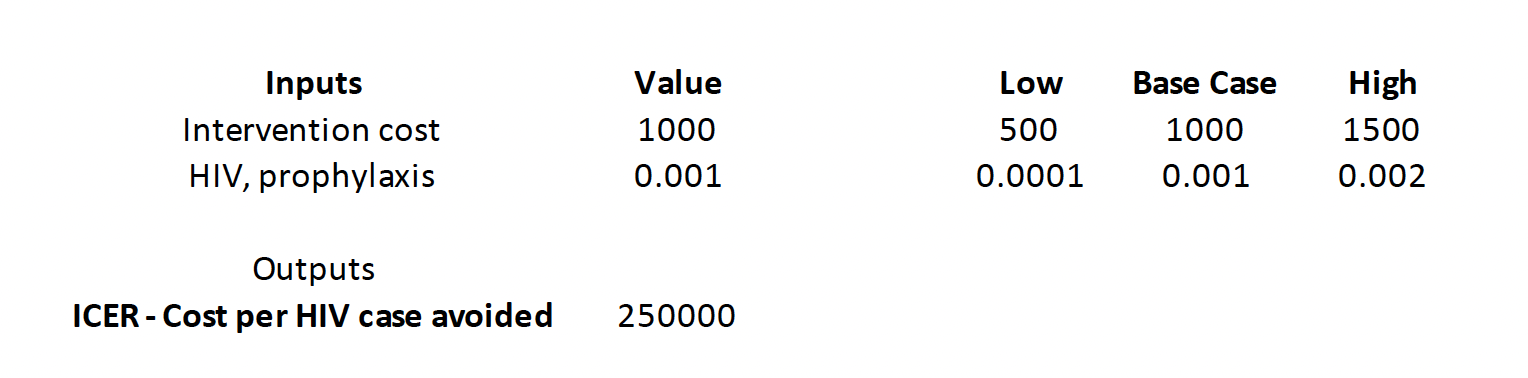 Inputs Value Low Base Case High
Intervention cost 1000 500 1000 1500
HIV, prophylaxis 0.001 0.0001 0.001 0.002
Outputs
ICER - Cost per HIV case avoided 250000